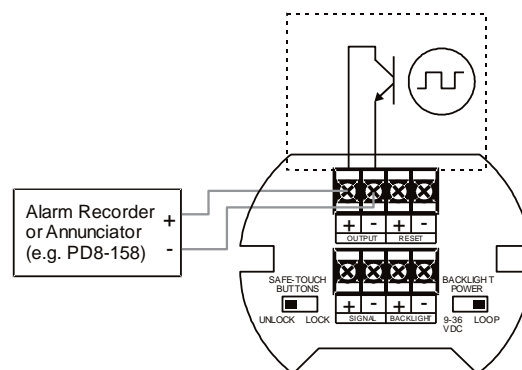 Alarm Recorder
or Annunciator
(e.g. PD8-158)
+
-
+ - + -
OUTPUT RESET
SAFE-TOUCH
BUTTONS
UNLOCK LOCK
+ - + -
SIGNAL BACKLIGHT
BACKLIGHT
POWER
9-36
VDC
LOOP